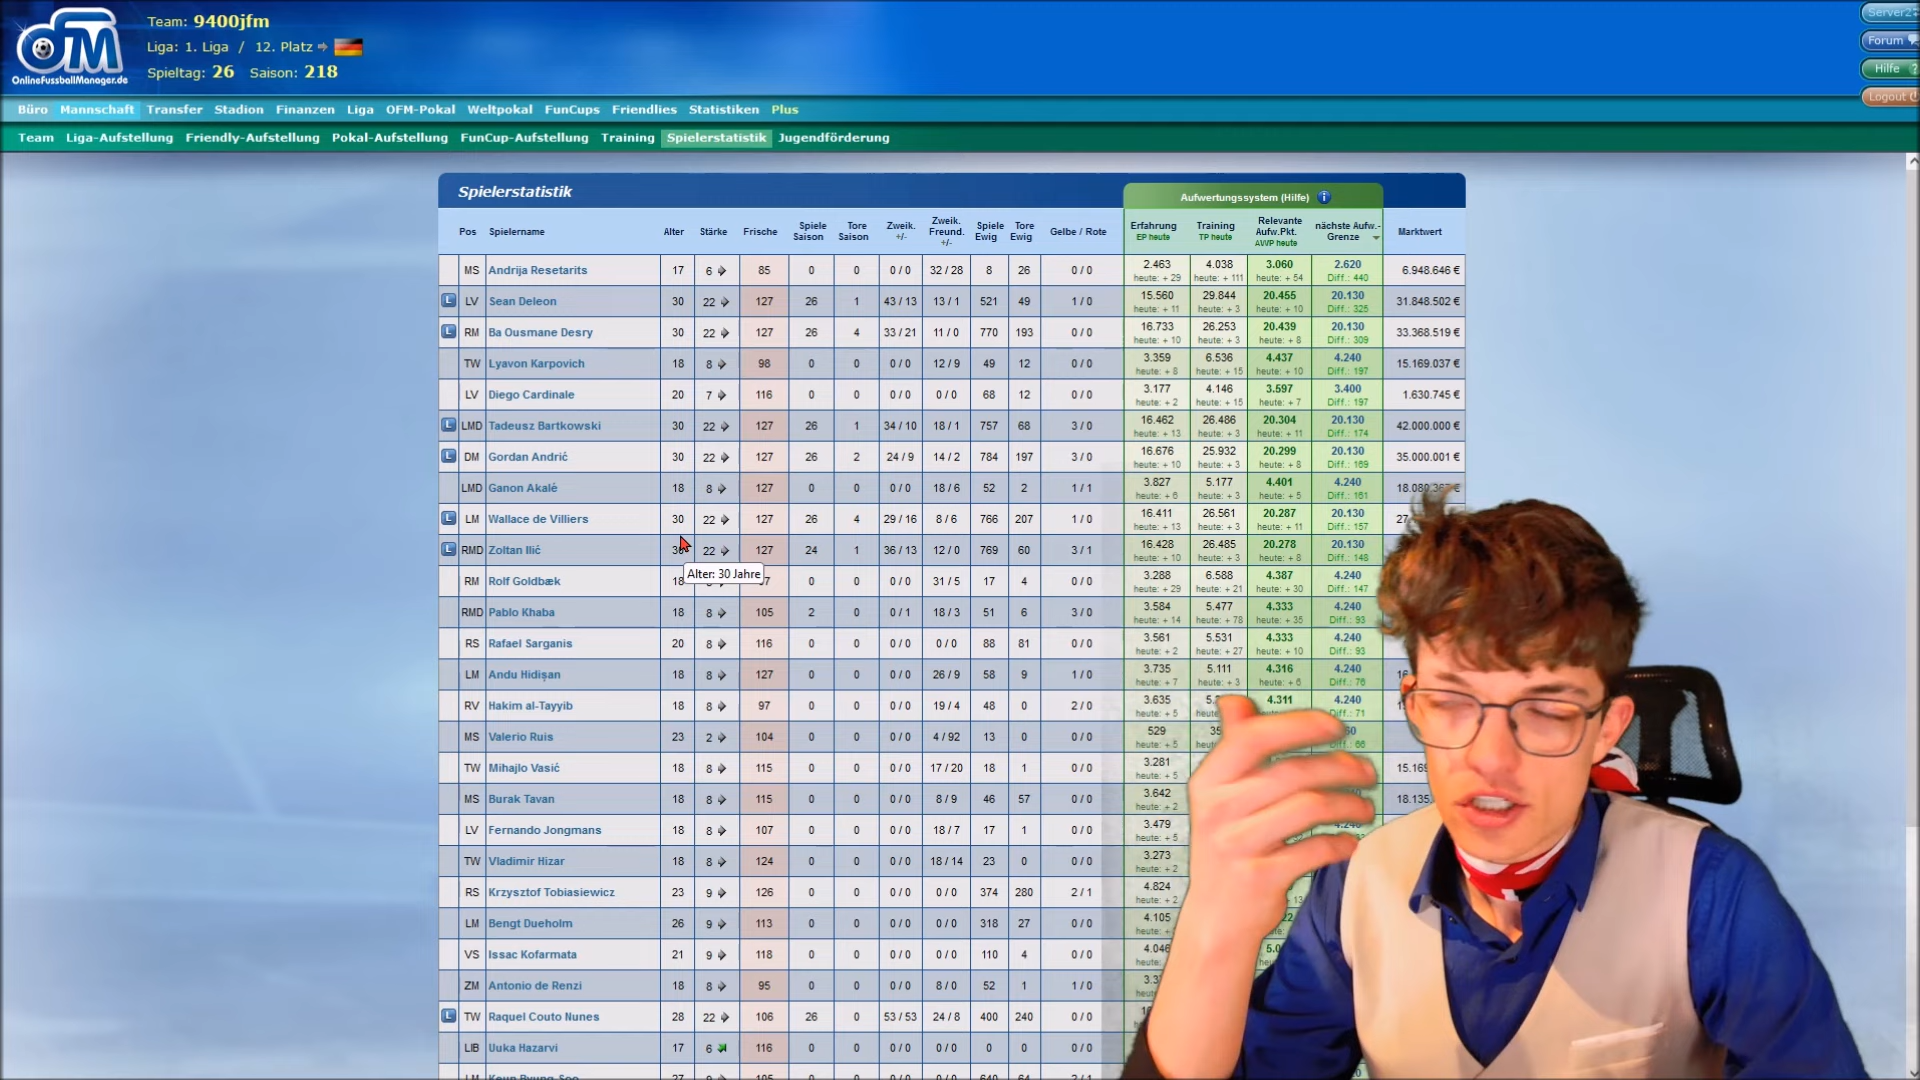 OFM
OnlineFussballManager.de
Team: 9400jfm
Liga: 1. Liga / 12. Platz
Spieltag: 26 Saison: 218
Server2
Forum
Hilfe ?
Logout
Büro Mannschaft Transfer Stadion Finanzen Liga OFM-Pokal Weltpokal FunCups Friendlies Statistiken Plus
Team Liga-Aufstellung Friendly-Aufstellung Pokal-Aufstellung FunCup-Aufstellung Training Spielerstatistik Jugendförderung
Spielerstatistik
Aufwertungssystem (Hilfe) i
Pos Spielername Alter Stärke Frische Spiele Saison Tore Saison Zweik. +/- Zweik. Freund. +/- Spiele Ewig Tore Ewig Gelbe / Rote Erfahrung EP heute Training TP heute Relevante Aufw.Pkt. AWP heute nächste Aufw.-Grenze Marktwert
MS Andrija Resetarits 17 6 85 0 0 0 / 0 32 / 28 8 26 0 / 0 2.463 4.038 3.060 2.620 6.948.646 €
heute: + 29 heute: + 111 heute: + 54 Diff.: 440
L LV Sean Deleon 30 22 127 26 1 43 / 13 13 / 1 521 49 1 / 0 15.560 29.844 20.455 20.130 31.848.502 €
heute: + 11 heute: + 3 heute: + 10 Diff.: 325
L RM Ba Ousmane Desry 30 22 127 26 4 33 / 21 11 / 0 770 193 0 / 0 16.733 26.253 20.439 20.130 33.368.519 €
heute: + 10 heute: + 3 heute: + 8 Diff.: 309
TW Lyavon Karpovich 18 8 98 0 0 0 / 0 12 / 9 49 12 0 / 0 3.359 6.536 4.437 4.240 15.169.037 €
heute: + 8 heute: + 15 heute: + 10 Diff.: 197
LV Diego Cardinale 20 7 116 0 0 0 / 0 0 / 0 68 12 0 / 0 3.177 4.146 3.597 3.400 1.630.745 €
heute: + 2 heute: + 15 heute: + 7 Diff.: 197
L LMD Tadeusz Bartkowski 30 22 127 26 1 34 / 10 18 / 1 757 68 3 / 0 16.462 26.486 20.304 20.130 42.000.000 €
heute: + 13 heute: + 3 heute: + 11 Diff.: 174
L DM Gordan Andrić 30 22 127 26 2 24 / 9 14 / 2 784 197 3 / 0 16.676 25.932 20.299 20.130 35.000.001 €
heute: + 10 heute: + 3 heute: + 8 Diff.: 169
LMD Ganon Akalé 18 8 127 0 0 0 / 0 18 / 6 52 2 1 / 1 3.827 5.177 4.401 4.240
heute: + 6 heute: + 3 heute: + 5 Diff.: 161
L LM Wallace de Villiers 30 22 127 26 4 29 / 16 8 / 6 766 207 1 / 0 16.411 26.561 20.287 20.130
heute: + 13 heute: + 3 heute: + 11 Diff.: 157
L RMD Zoltan Ilić 30 22 127 24 1 36 / 13 12 / 0 769 60 3 / 1 16.428 26.485 20.278 20.130
heute: + 10 heute: + 3 heute: + 8 Diff.: 148
Alter: 30 Jahre
RM Rolf Goldbæk 18 0 0 0 / 0 31 / 5 17 4 0 / 0 3.288 6.588 4.387 4.240
heute: + 29 heute: + 21 heute: + 30 Diff.: 147
RMD Pablo Khaba 18 8 105 2 0 0 / 1 18 / 3 51 6 3 / 0 3.584 5.477 4.333 4.240
heute: + 14 heute: + 78 heute: + 35 Diff.: 93
RS Rafael Sarganis 20 8 116 0 0 0 / 0 0 / 0 88 81 0 / 0 3.561 5.531 4.333 4.240
heute: + 2 heute: + 27 heute: + 10 Diff.: 93
LM Andu Hidişan 18 8 127 0 0 0 / 0 26 / 9 58 9 1 / 0 3.735 5.111 4.316 4.240
heute: + 7 heute: + 3 heute: + 6 Diff.: 76
RV Hakim al-Tayyib 18 8 97 0 0 0 / 0 19 / 4 48 0 2 / 0 3.635 4.311 4.240
heute: + 5 Diff.: 71
MS Valerio Ruis 23 2 104 0 0 0 / 0 4 / 92 13 0 0 / 0 529
heute: + 5 Diff.: 66
TW Mihajlo Vasić 18 8 115 0 0 0 / 0 17 / 20 18 1 0 / 0 3.281
heute: + 5
MS Burak Tavan 18 8 115 0 0 0 / 0 8 / 9 46 57 0 / 0 3.642
heute: + 2
LV Fernando Jongmans 18 8 107 0 0 0 / 0 18 / 7 17 1 0 / 0 3.479
heute: + 5
TW Vladimir Hizar 18 8 124 0 0 0 / 0 18 / 14 23 0 0 / 0 3.273
heute: + 2
RS Krzysztof Tobiasiewicz 23 9 126 0 0 0 / 0 0 / 0 374 280 2 / 1 4.824
heute: + 2
LM Bengt Dueholm 26 9 113 0 0 0 / 0 0 / 0 318 27 0 / 0 4.105
VS Issac Kofarmata 21 9 118 0 0 0 / 0 0 / 0 110 4 0 / 0 4.046
ZM Antonio de Renzi 18 8 95 0 0 0 / 0 8 / 0 52 1 1 / 0
L TW Raquel Couto Nunes 28 22 106 26 0 53 / 53 24 / 8 400 240 0 / 0
LIB Uuka Hazarvi 17 6 116 0 0 0 / 0 0 / 0 0 0 0 / 0